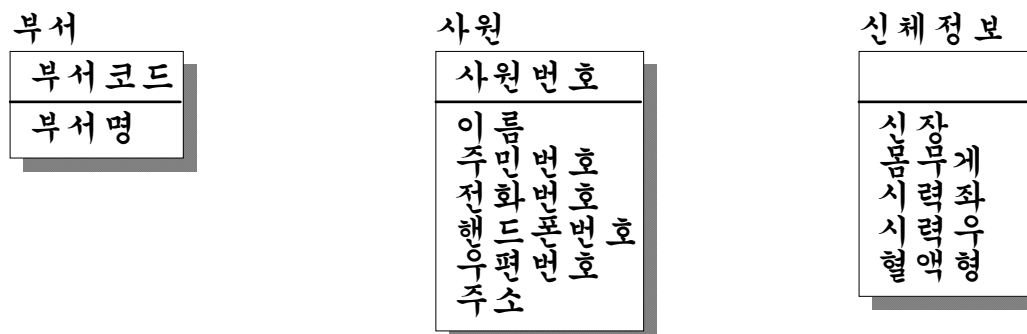 부서
부서코드
부서명
사원
사원번호
이름
주민번호
전화번호
핸드폰번호
우편번호
주소
신체정보
신장
몸무게
시력좌
시력우
혈액형